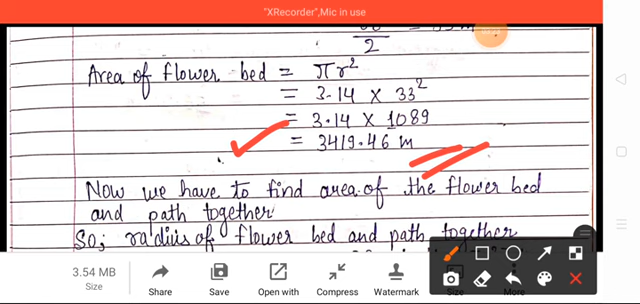 "XRecorder",Mic in use
2
Area of flower bed = πr²
= 3.14 × 33²
= 3.14 × 1089
= 3419.46 m
Now we have to find area of the flower bed
and path together
So; radius of flower bed and path together
3.54 MB
Size
Share
Save
Open with
Compress
Watermark
More